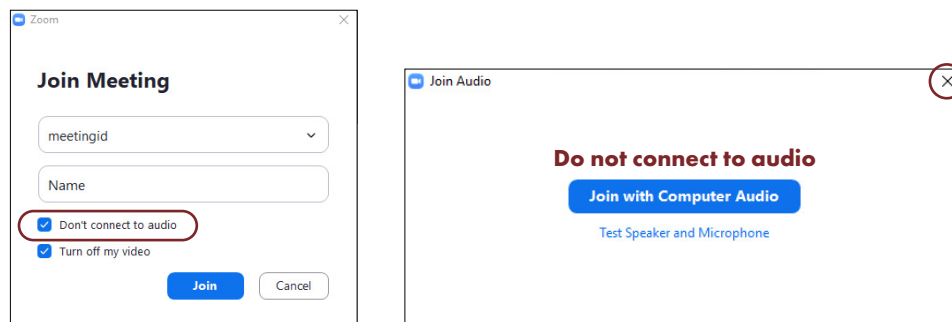 Zoom
Join Meeting
meetingid
Name
Don't connect to audio
Turn off my video
Join
Cancel
Join Audio
Do not connect to audio
Join with Computer Audio
Test Speaker and Microphone